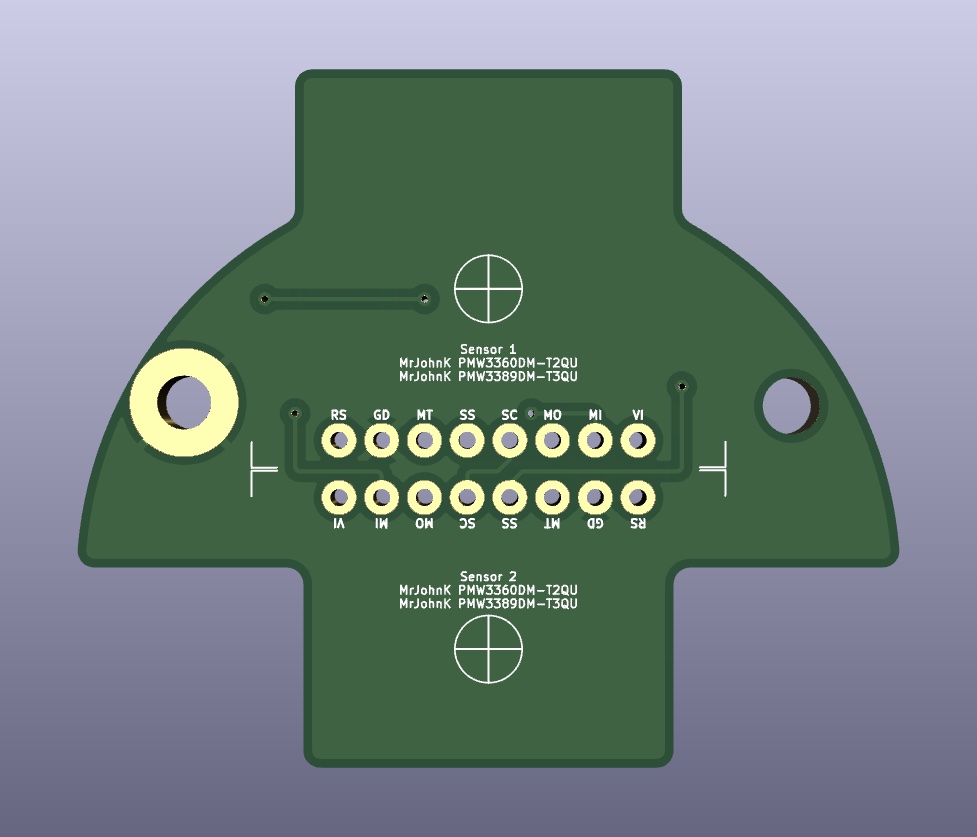 Sensor 1
MrJohnK PMW3360DM-T2QU
MrJohnK PMW3389DM-T3QU
RS GD MT SS SC MO MI VI
VI MI MO SC SS MT GD RS
Sensor 2
MrJohnK PMW3360DM-T2QU
MrJohnK PMW3389DM-T3QU